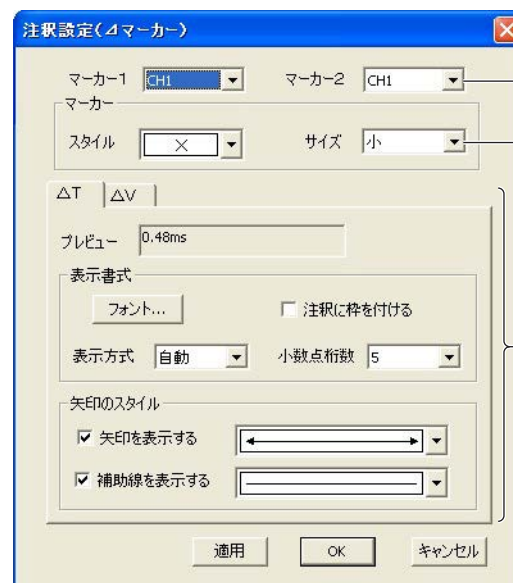 注釈設定(⊿マーカー)
マーカー1 CH1 マーカー2 CH1
マーカー
スタイル サイズ 小
ΔT ΔV
プレビュー 0.48ms
表示書式
フォント... 注釈に枠を付ける
表示方式 自動 小数点桁数 5
矢印のスタイル
矢印を表示する
補助線を表示する
適用 OK キャンセル